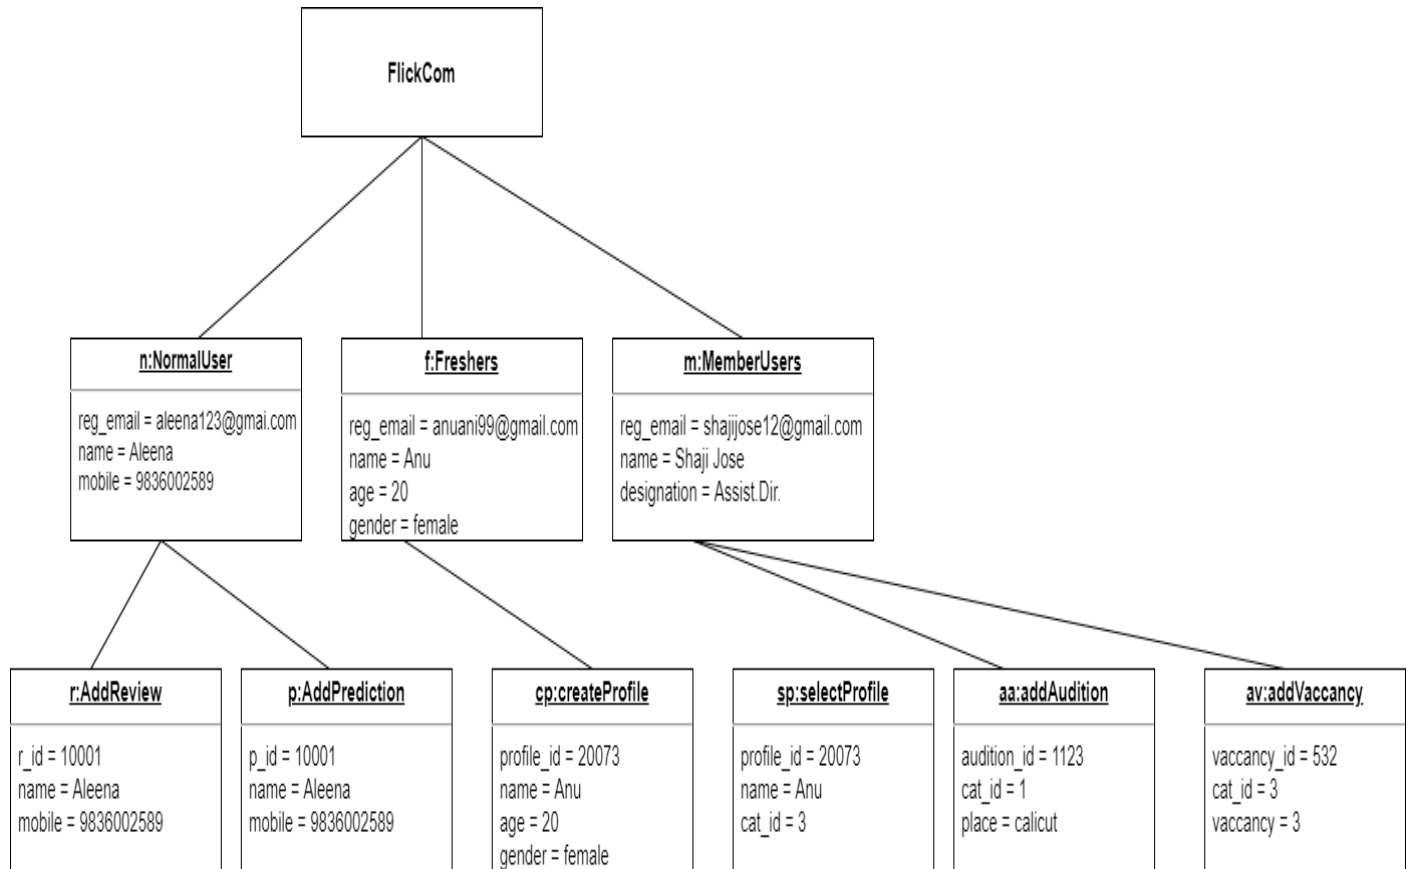 FlickCom
n:NormalUser
reg_email = aleena123@gmai.com
name = Aleena
mobile = 9836002589
f:Freshers
reg_email = anuani99@gmail.com
name = Anu
age = 20
gender = female
m:MemberUsers
reg_email = shajijose12@gmail.com
name = Shaji Jose
designation = Assist.Dir.
r:AddReview
r_id = 10001
name = Aleena
mobile = 9836002589
p:AddPrediction
p_id = 10001
name = Aleena
mobile = 9836002589
cp:createProfile
profile_id = 20073
name = Anu
age = 20
gender = female
sp:selectProfile
profile_id = 20073
name = Anu
cat_id = 3
aa:addAudition
audition_id = 1123
cat_id = 1
place = calicut
av:addVaccancy
vaccancy_id = 532
cat_id = 3
vaccancy = 3